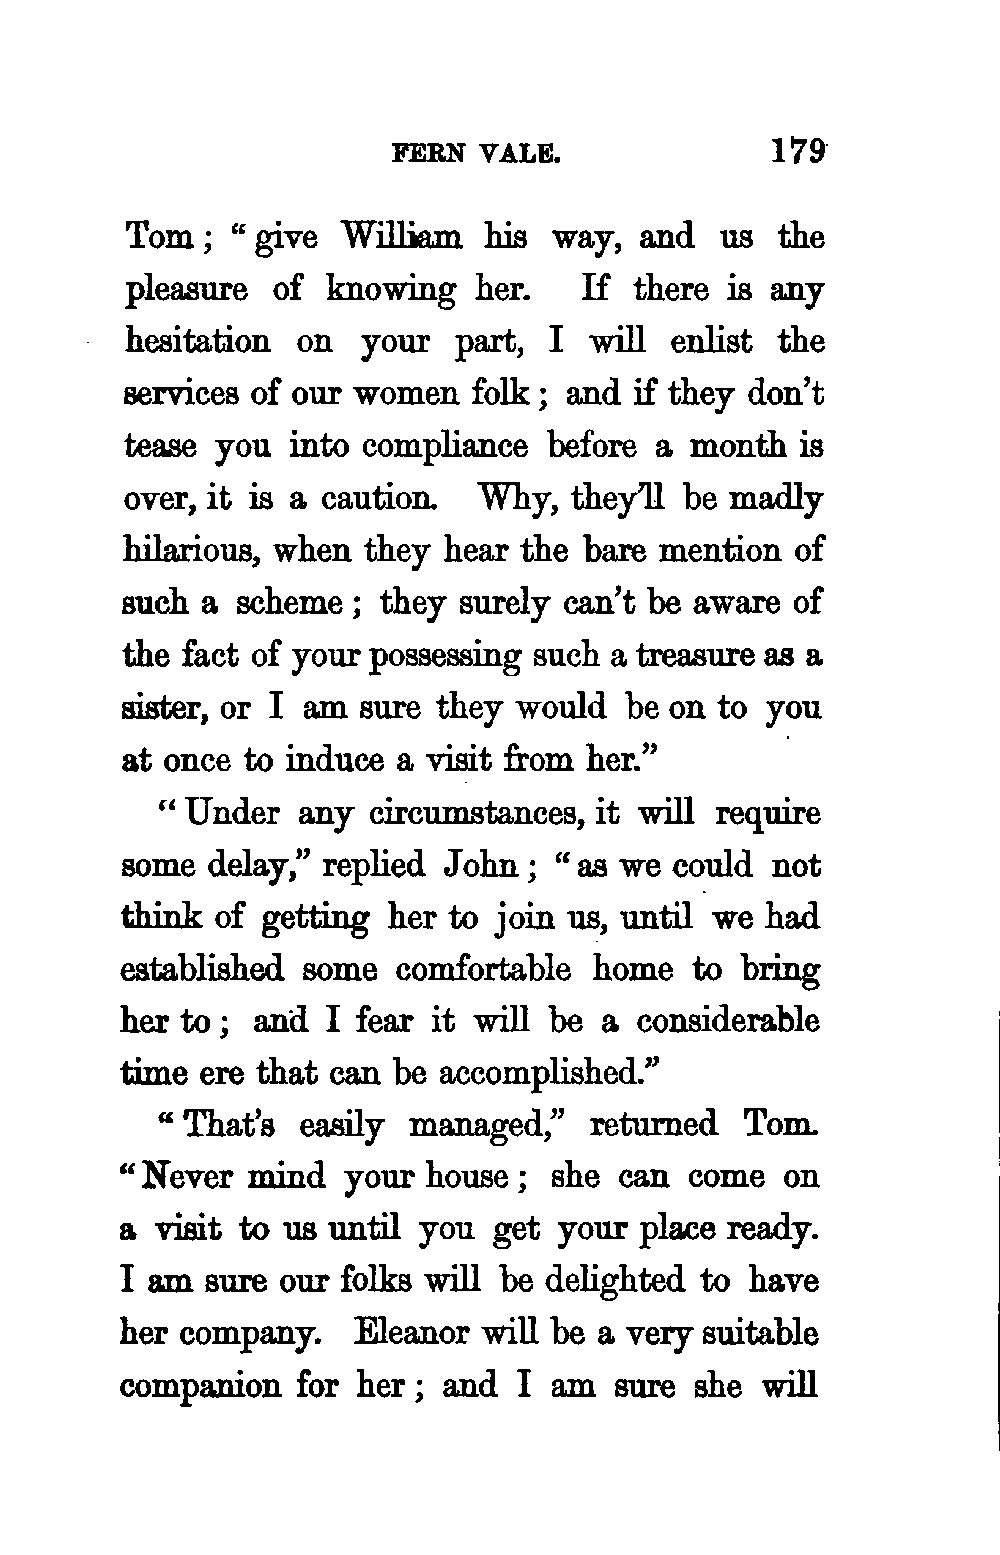 FERN VALE. 179
Tom; "give William his way, and us the
pleasure of knowing her. If there is any
hesitation on your part, I will enlist the
services of our women folk; and if they don't
tease you into compliance before a month is
over, it is a caution. Why, they'll be madly
hilarious, when they hear the bare mention of
such a scheme; they surely can't be aware of
the fact of your possessing such a treasure as a
sister, or I am sure they would be on to you
at once to induce a visit from her."
"Under any circumstances, it will require
some delay," replied John; "as we could not
think of getting her to join us, until we had
established some comfortable home to bring
her to; and I fear it will be a considerable
time ere that can be accomplished."
"That's easily managed," returned Tom.
"Never mind your house; she can come on
a visit to us until you get your place ready.
I am sure our folks will be delighted to have
her company. Eleanor will be a very suitable
companion for her; and I am sure she will